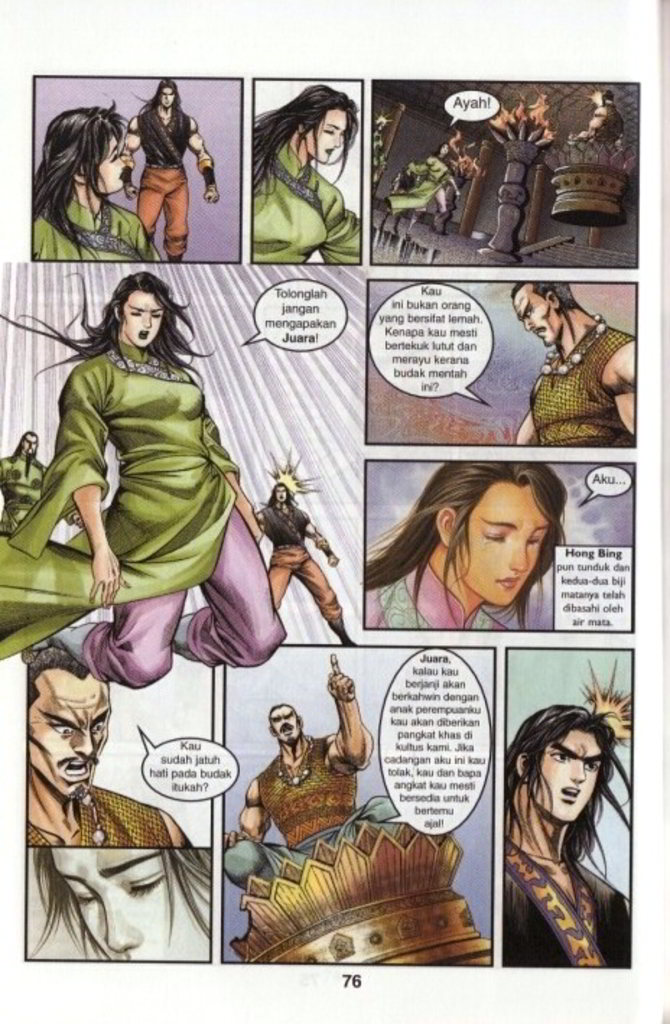 Ayah!
Tolonglah
jangan
mengapakan
Juara!
Kau
ini bukan orang
yang bersifat lemah.
Kenapa kau mesti
bertekuk lutut dan
merayu kerana
budak mentah
ini?
Aku...
Hong Bing
pun tunduk dan
kedua-dua biji
matanya telah
dibasahi oleh
air mata.
Kau
sudah jatuh
hati pada budak
itukah?
Juara,
kalau kau
berjanji akan
berkahwin dengan
anak perempuanku
kau akan diberikan
pangkat khas di
kultus kami. Jika
cadangan aku ini kau
tolak, kau dan bapa
angkat kau mesti
bersedia untuk
bertemu
ajal!
76